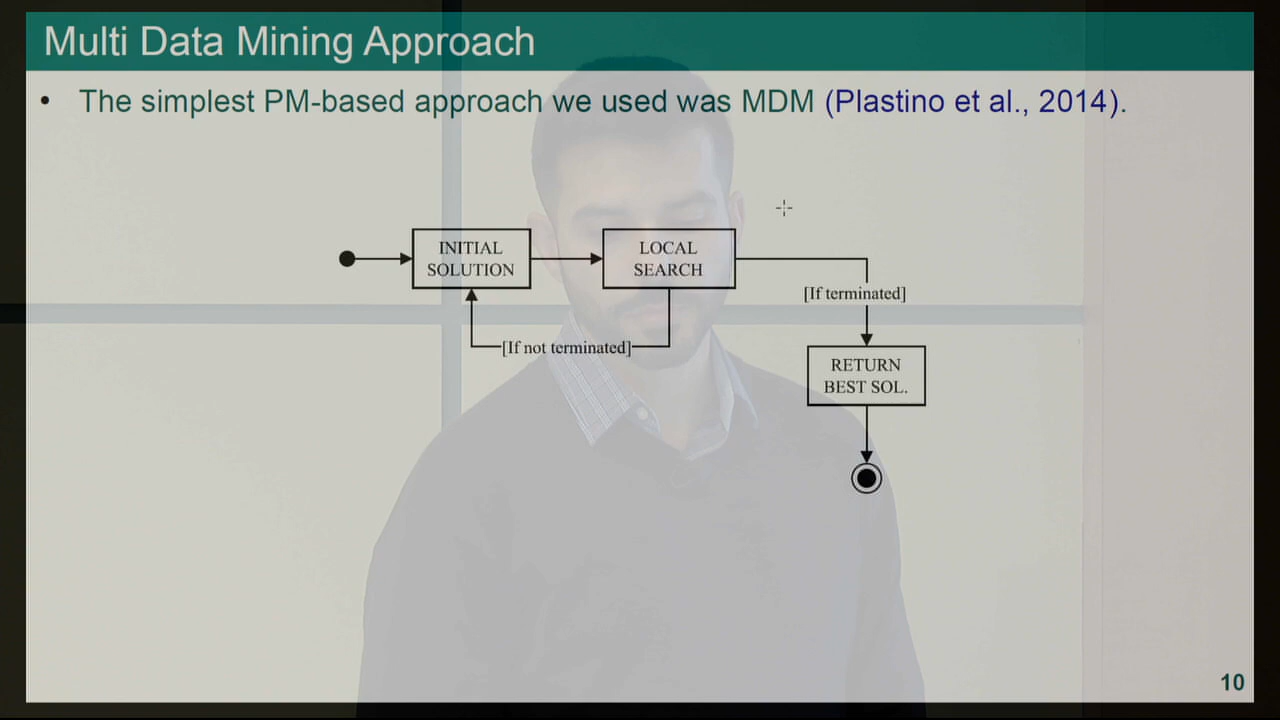 Multi Data Mining Approach
• The simplest PM-based approach we used was MDM (Plastino et al., 2014).
INITIAL
SOLUTION
LOCAL
SEARCH
[If terminated]
[If not terminated]
RETURN
BEST SOL.
10